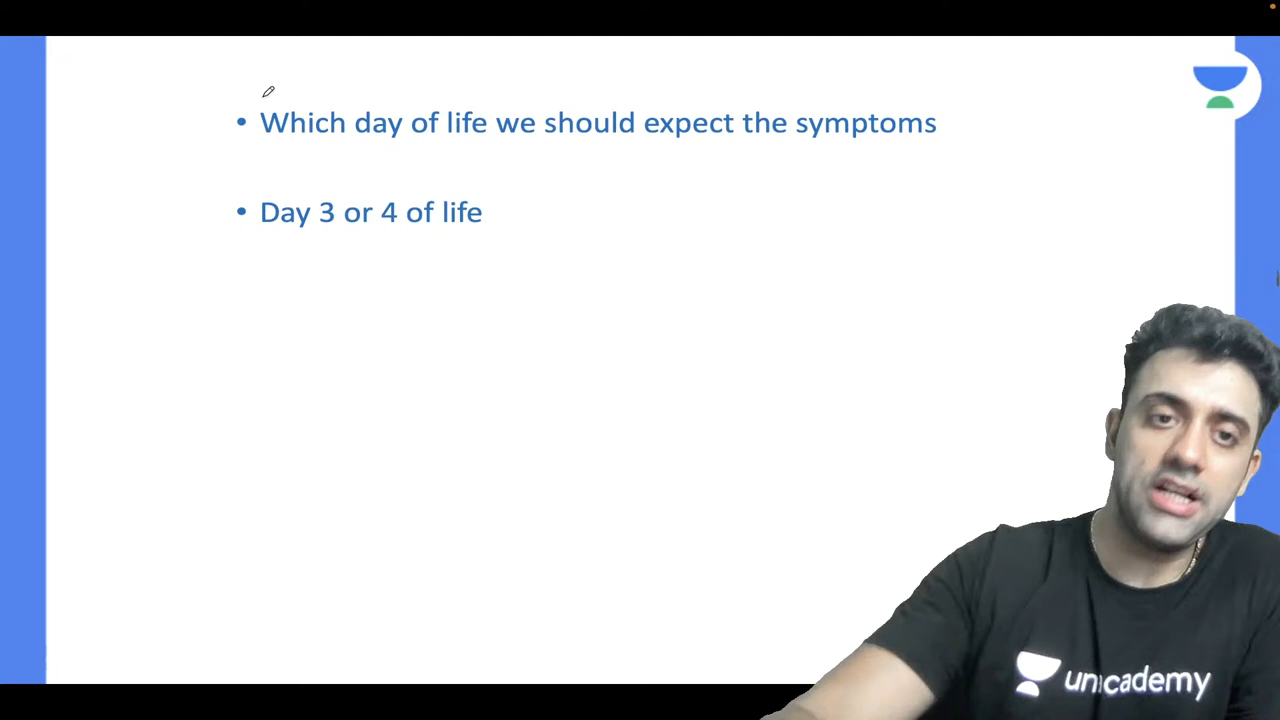 • Which day of life we should expect the symptoms
• Day 3 or 4 of life
unacademy